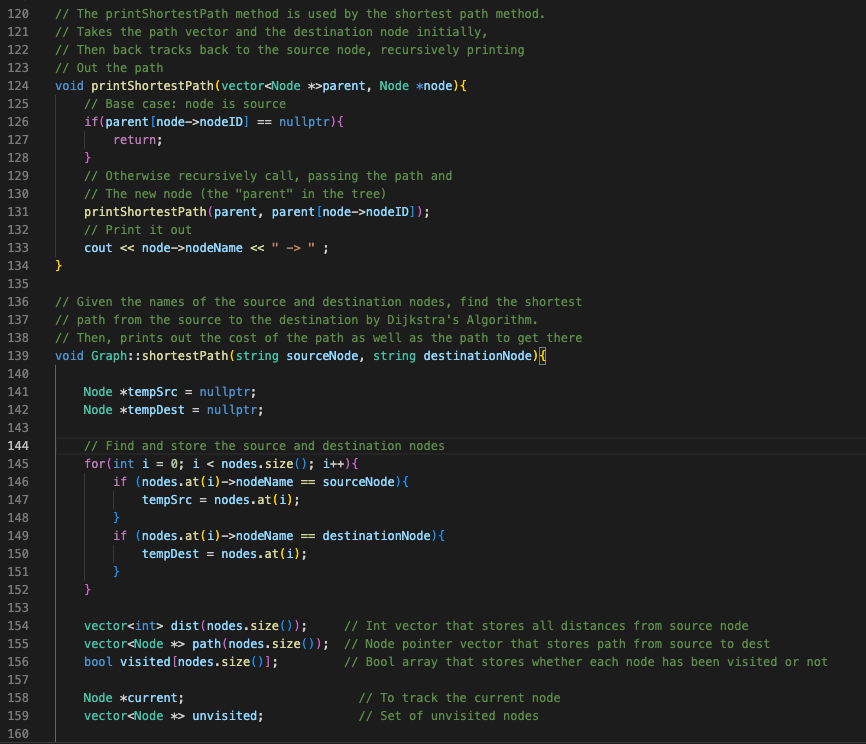 120 // The printShortestPath method is used by the shortest path method.
121 // Takes the path vector and the destination node initially,
122 // Then back tracks back to the source node, recursively printing
123 // Out the path
124 void printShortestPath(vector<Node *>parent, Node *node){
125     // Base case: node is source
126     if(parent[node->nodeID] == nullptr){
127         return;
128     }
129     // Otherwise recursively call, passing the path and
130     // The new node (the "parent" in the tree)
131     printShortestPath(parent, parent[node->nodeID]);
132     // Print it out
133     cout << node->nodeName << " -> " ;
134 }
135
136 // Given the names of the source and destination nodes, find the shortest
137 // path from the source to the destination by Dijkstra's Algorithm.
138 // Then, prints out the cost of the path as well as the path to get there
139 void Graph::shortestPath(string sourceNode, string destinationNode){
140
141     Node *tempSrc = nullptr;
142     Node *tempDest = nullptr;
143
144     // Find and store the source and destination nodes
145     for(int i = 0; i < nodes.size(); i++){
146         if (nodes.at(i)->nodeName == sourceNode){
147             tempSrc = nodes.at(i);
148         }
149         if (nodes.at(i)->nodeName == destinationNode){
150             tempDest = nodes.at(i);
151         }
152     }
153
154     vector<int> dist(nodes.size());     // Int vector that stores all distances from source node
155     vector<Node *> path(nodes.size());  // Node pointer vector that stores path from source to dest
156     bool visited[nodes.size()];         // Bool array that stores whether each node has been visited or not
157
158     Node *current;                        // To track the current node
159     vector<Node *> unvisited;             // Set of unvisited nodes
160